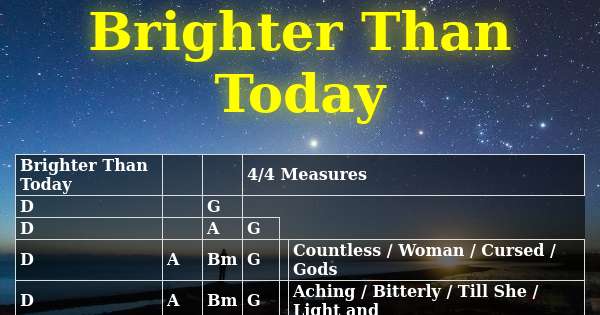 Brighter Than
Today
Brighter Than
Today
4/4 Measures
D G
D A G
D A Bm G Countless / Woman / Cursed /
Gods
D A Bm G Aching / Bitterly / Till She /
Light and